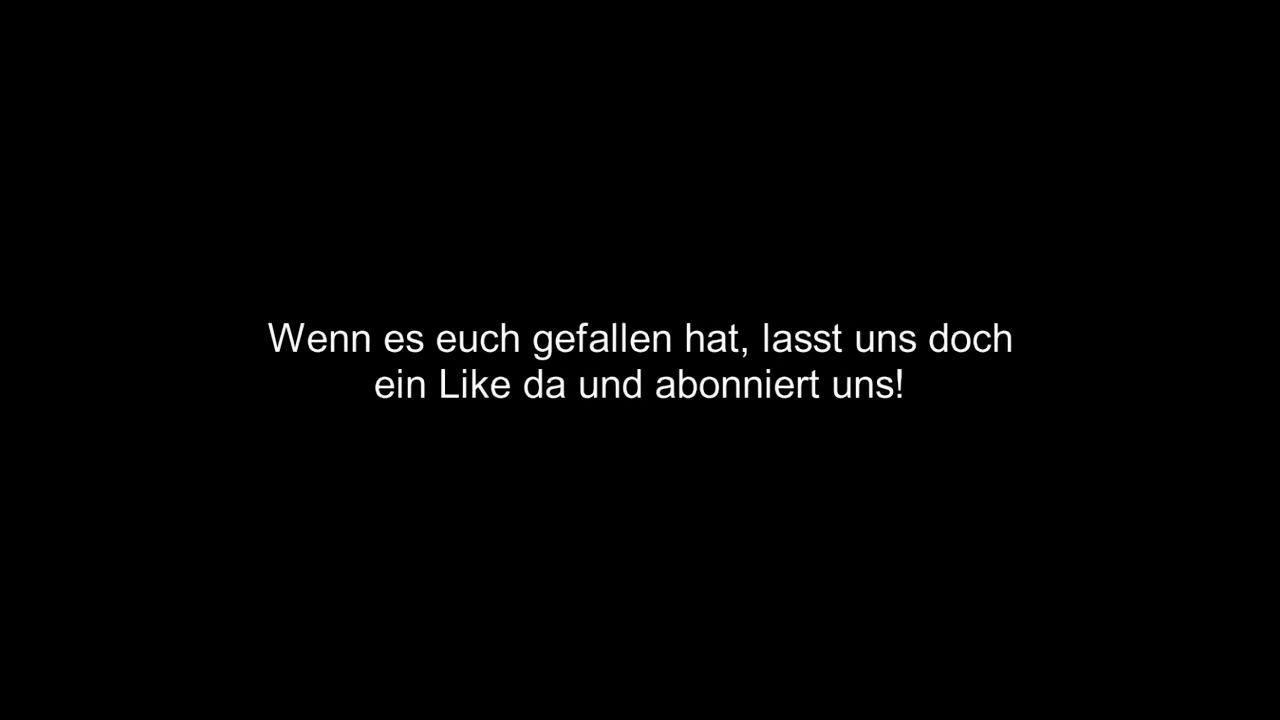 Wenn es euch gefallen hat, lasst uns doch
ein Like da und abonniert uns!